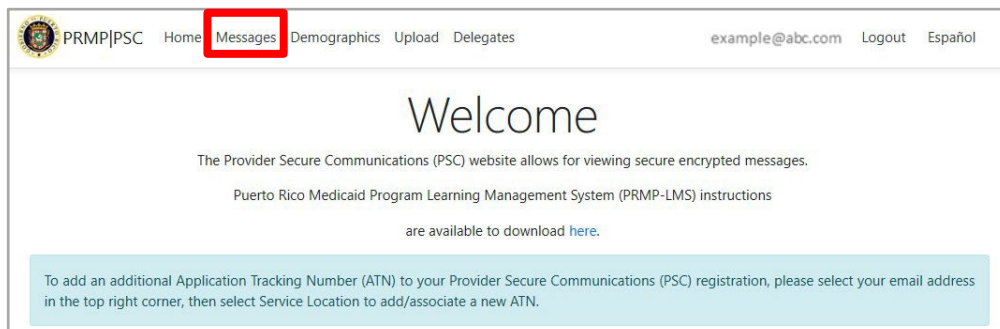 PRMP|PSC Home Messages Demographics Upload Delegates example@abc.com Logout Español
Welcome
The Provider Secure Communications (PSC) website allows for viewing secure encrypted messages.
Puerto Rico Medicaid Program Learning Management System (PRMP-LMS) instructions
are available to download here.
To add an additional Application Tracking Number (ATN) to your Provider Secure Communications (PSC) registration, please select your email address
in the top right corner, then select Service Location to add/associate a new ATN.